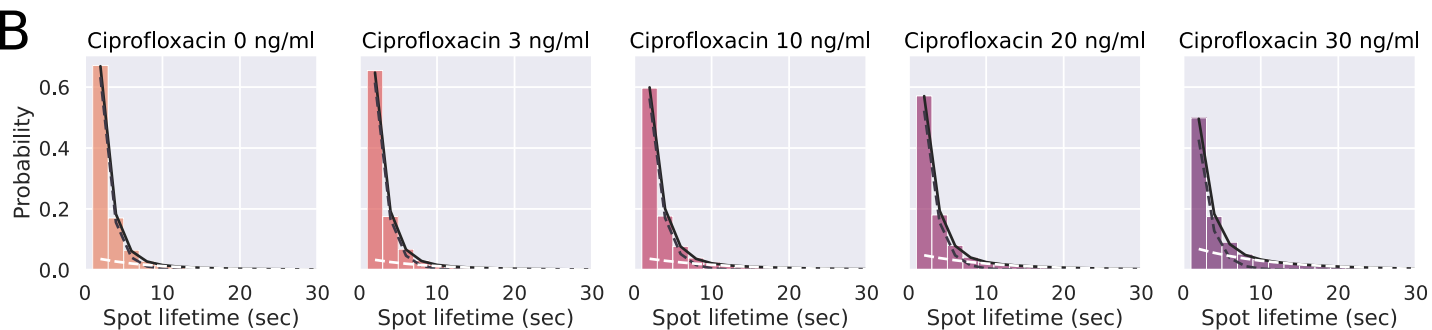 B
Ciprofloxacin 0 ng/ml Ciprofloxacin 3 ng/ml Ciprofloxacin 10 ng/ml Ciprofloxacin 20 ng/ml Ciprofloxacin 30 ng/ml
Probability
0.6
0.4
0.2
0.0
0 10 20 30 0 10 20 30 0 10 20 30 0 10 20 30 0 10 20 30
Spot lifetime (sec) Spot lifetime (sec) Spot lifetime (sec) Spot lifetime (sec) Spot lifetime (sec)